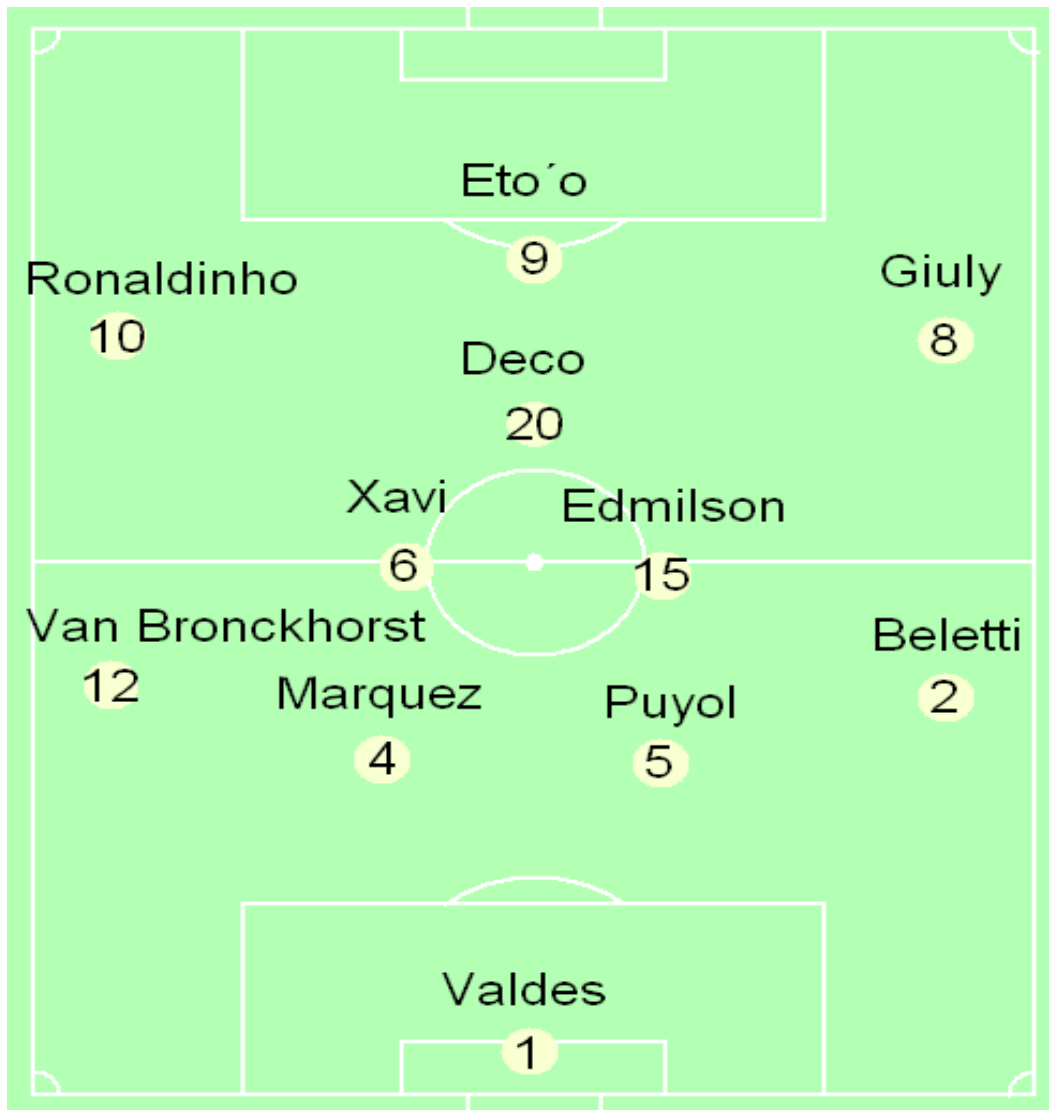 Eto´o
9
Ronaldinho
10
Giuly
8
Deco
20
Xavi
6
Edmilson
15
Van Bronckhorst
12
Beletti
2
Marquez
4
Puyol
5
Valdes
1